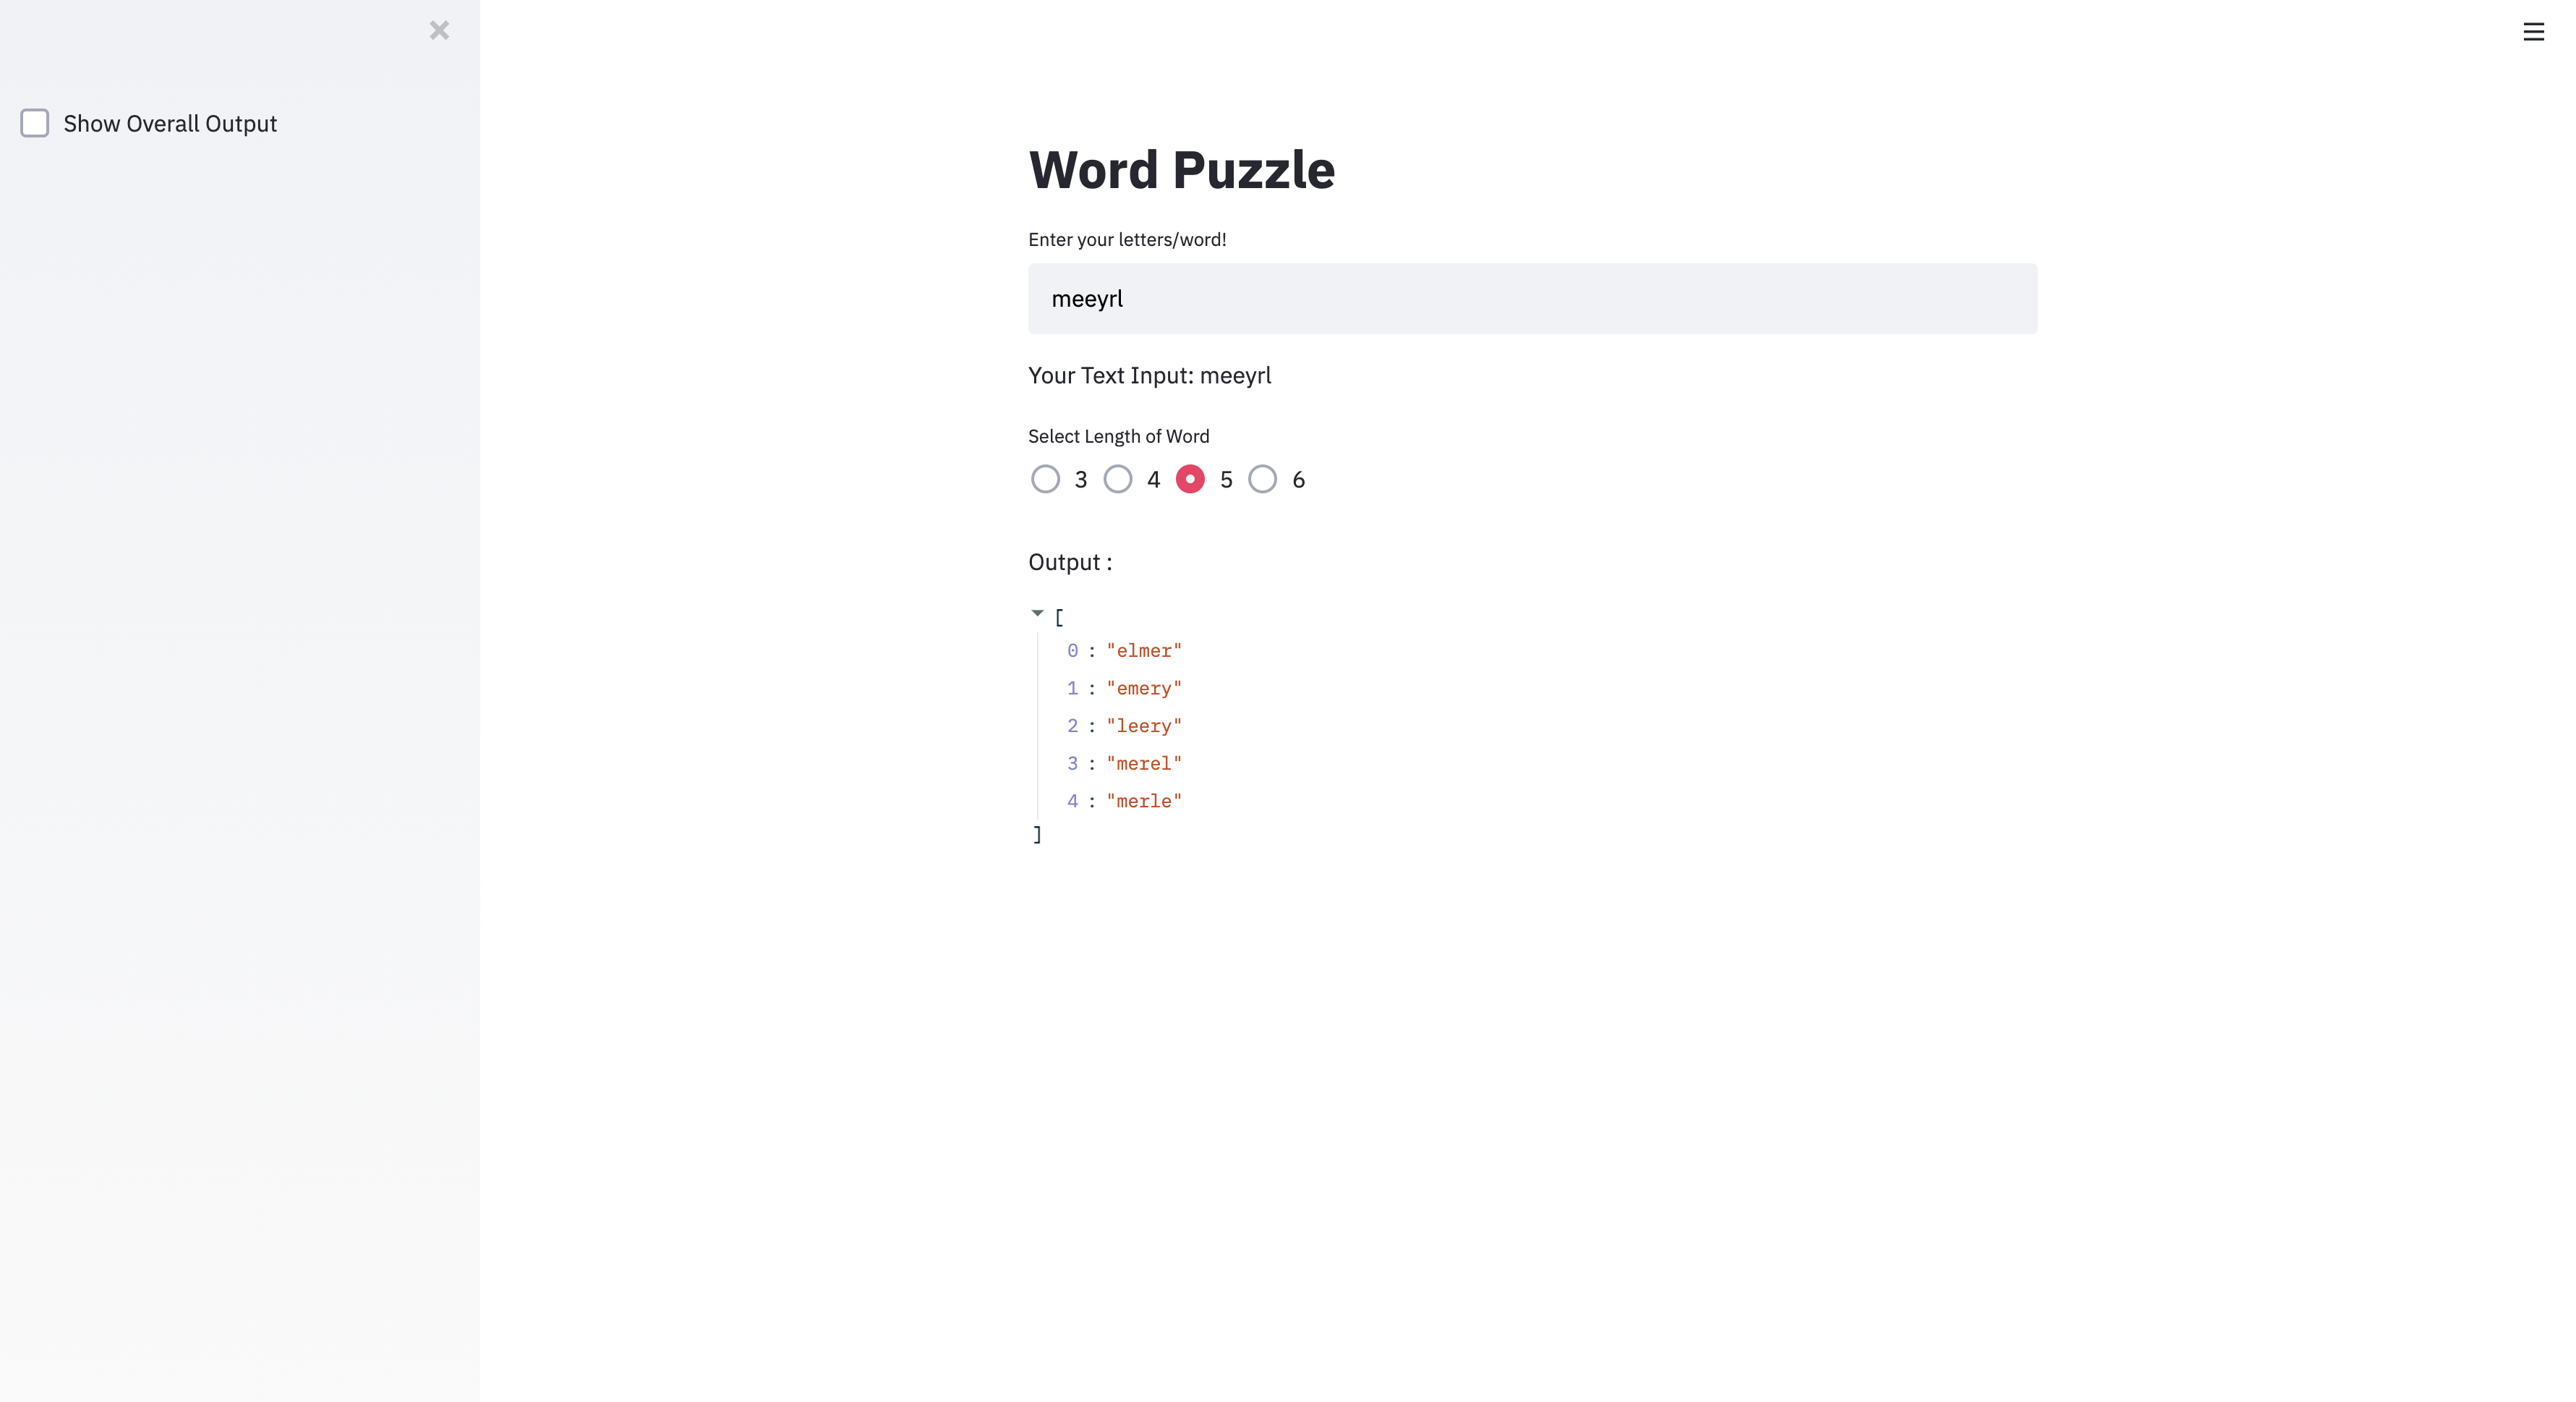 Show Overall Output
Word Puzzle
Enter your letters/word!
meeyrl
Your Text Input: meeyrl
Select Length of Word
3 4 5 6
Output :
[
0 : "elmer"
1 : "emery"
2 : "leery"
3 : "merel"
4 : "merle"
]